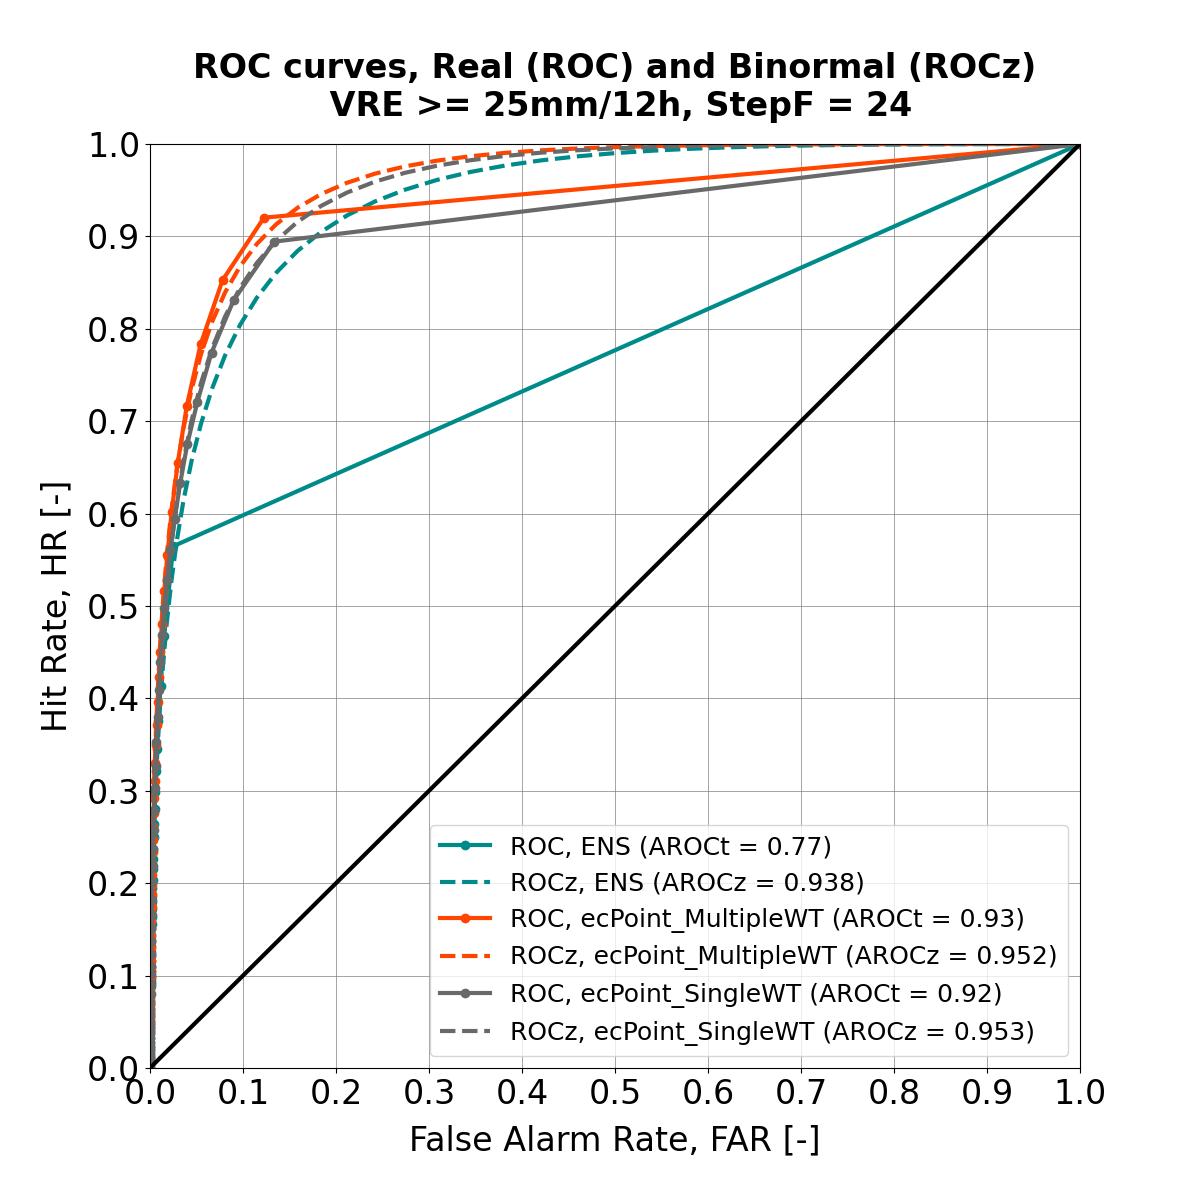 ROC curves, Real (ROC) and Binormal (ROCz)
VRE >= 25mm/12h, StepF = 24
1.0
0.9
0.8
0.7
0.6
0.5
0.4
0.3
0.2
0.1
0.0
Hit Rate, HR [-]
ROC, ENS (AROCt = 0.77)
ROCz, ENS (AROCz = 0.938)
ROC, ecPoint_MultipleWT (AROCt = 0.93)
ROCz, ecPoint_MultipleWT (AROCz = 0.952)
ROC, ecPoint_SingleWT (AROCt = 0.92)
ROCz, ecPoint_SingleWT (AROCz = 0.953)
0.0 0.1 0.2 0.3 0.4 0.5 0.6 0.7 0.8 0.9 1.0
False Alarm Rate, FAR [-]